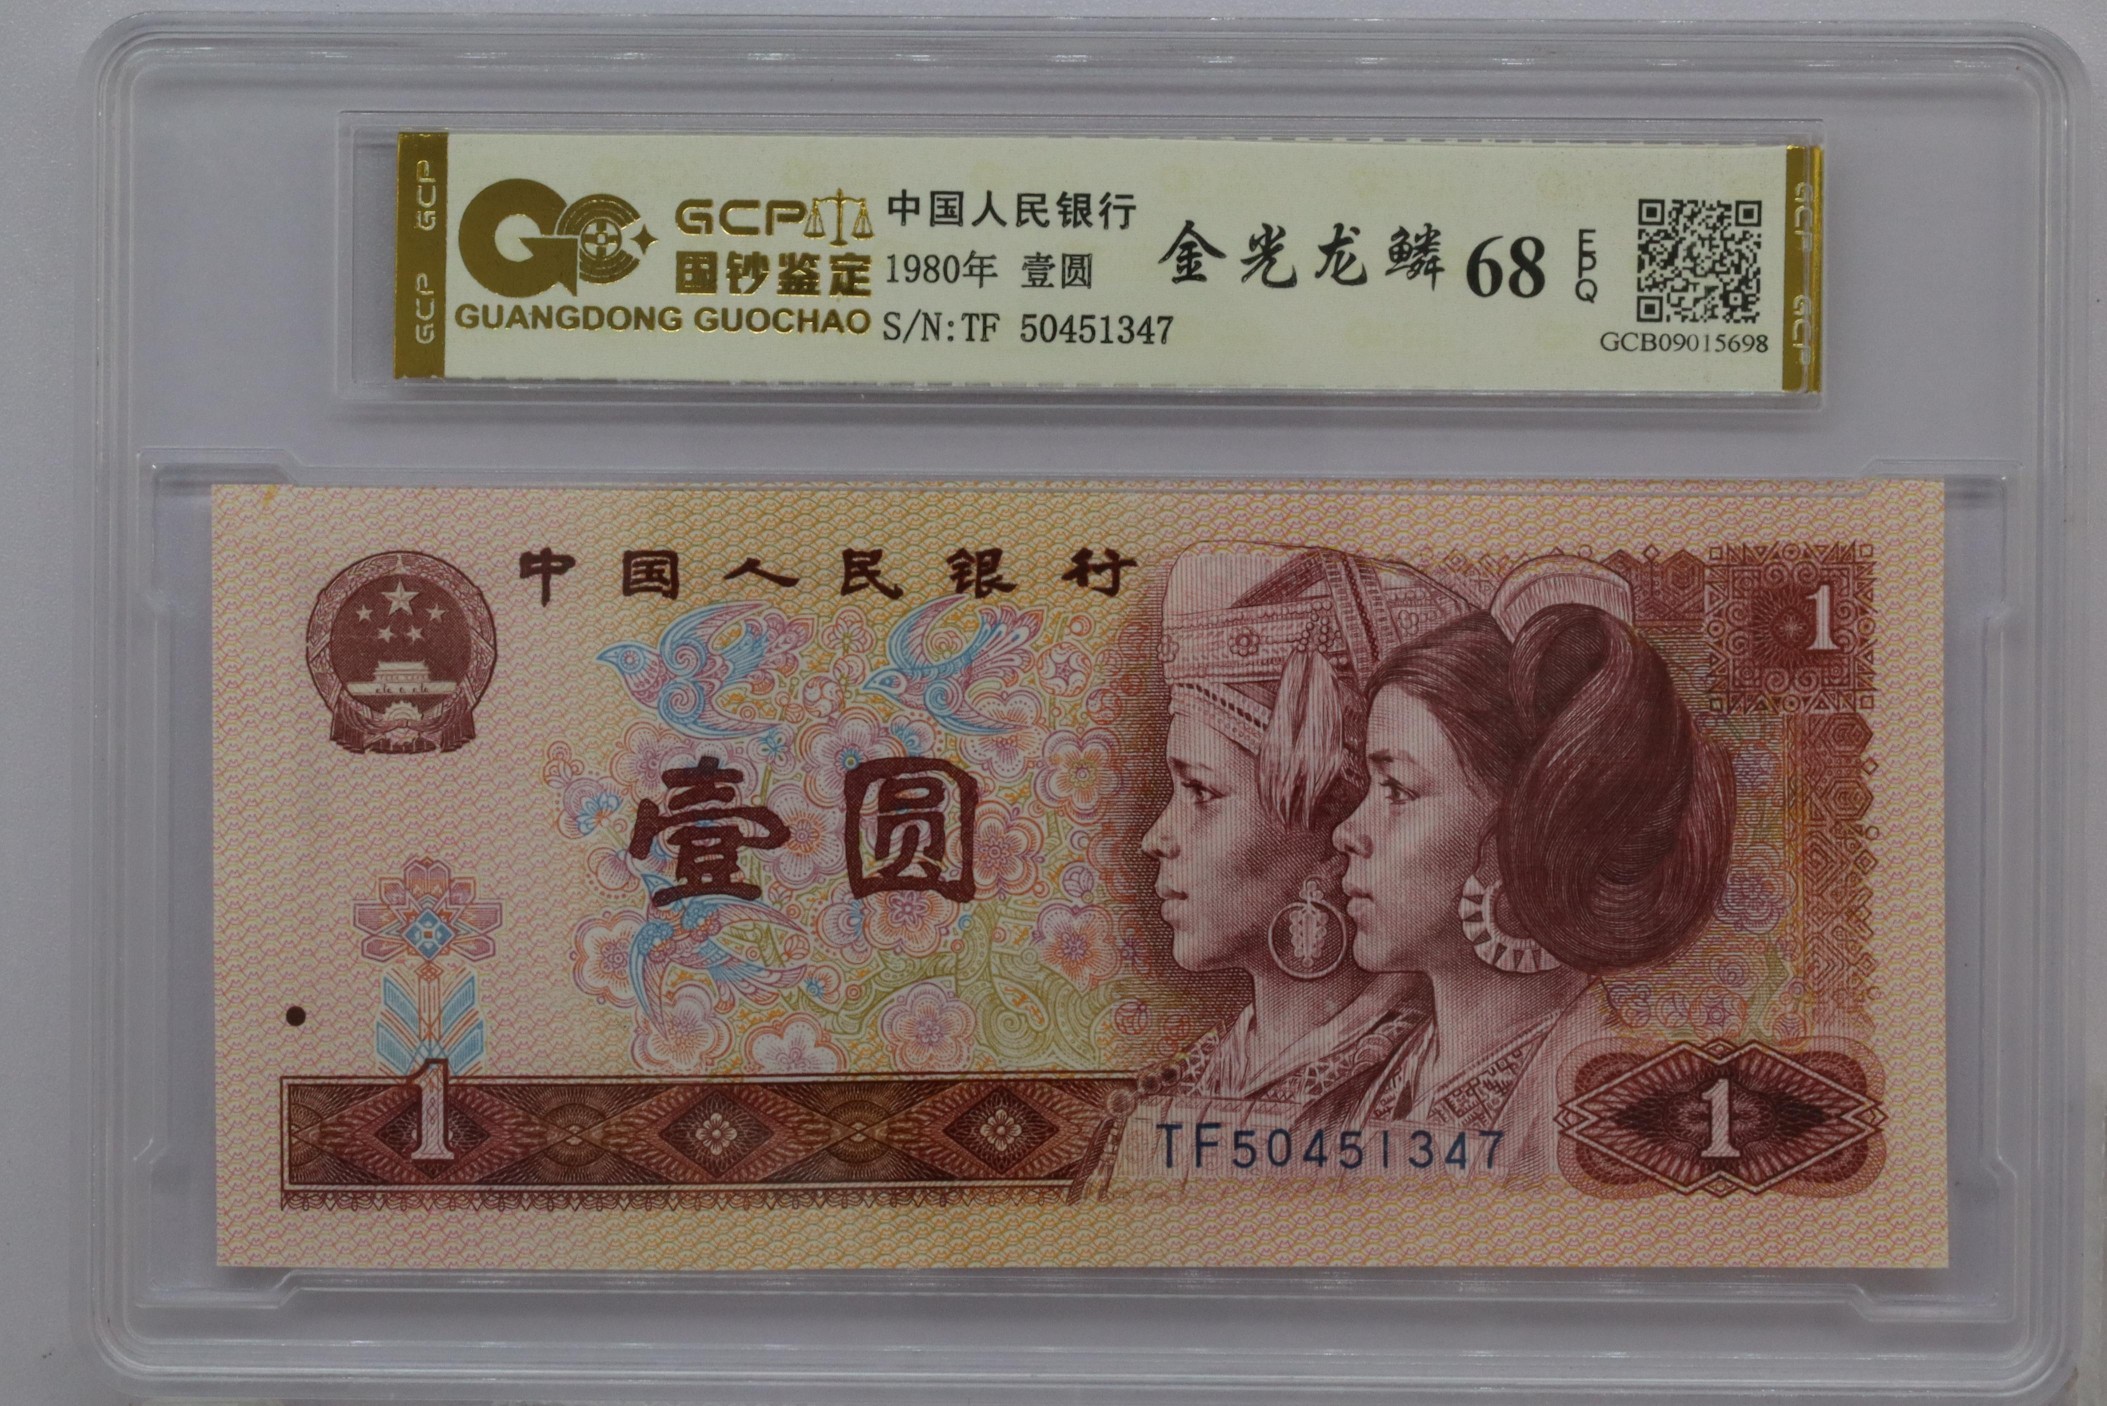 GCP GCP
GCP
国钞鉴定
GUANGDONG GUOCHAO
中国人民银行
1980年 壹圆
S/N:TF 50451347
金光龙鳞 68 EPQ
GCB09015698
GCP GCP
中国人民银行
1
壹圆
1
1
TF50451347